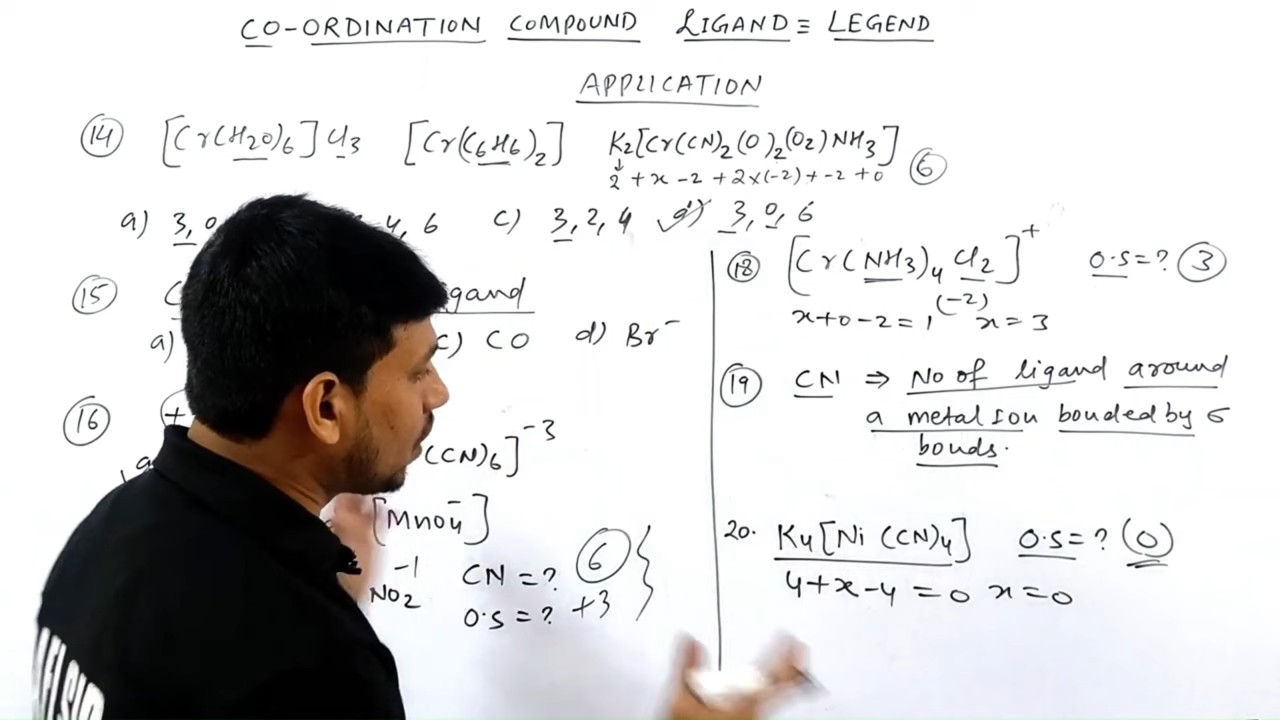 CO-ORDINATION COMPOUND LIGAND ≡ LEGEND
APPLICATION
14 [Cr(H2O)6]Cl3 [Cr(C6H6)2] K2[Cr(CN)2(O)2(O2)NH3]
2 + x - 2 + 2x(-2) + -2 + 0 6
a) 3, 0 4, 6 c) 3, 2, 4 d) 3, 0, 6
15 gand
a) c) CO d) Br-
16 + (CN)6]-3
[MnO4-]
-1
NO2 CN = ? 6
O.S = ? +3
18 [Cr(NH3)4 Cl2]+ O.S = ? 3
(-2)
x+0-2 = 1 x = 3
19 CN ⇒ No of ligand around
a metal ion bonded by σ
bonds.
20. K4[Ni (CN)4] O.S = ? (0)
4+x-4 = 0 x = 0
AFI SIR